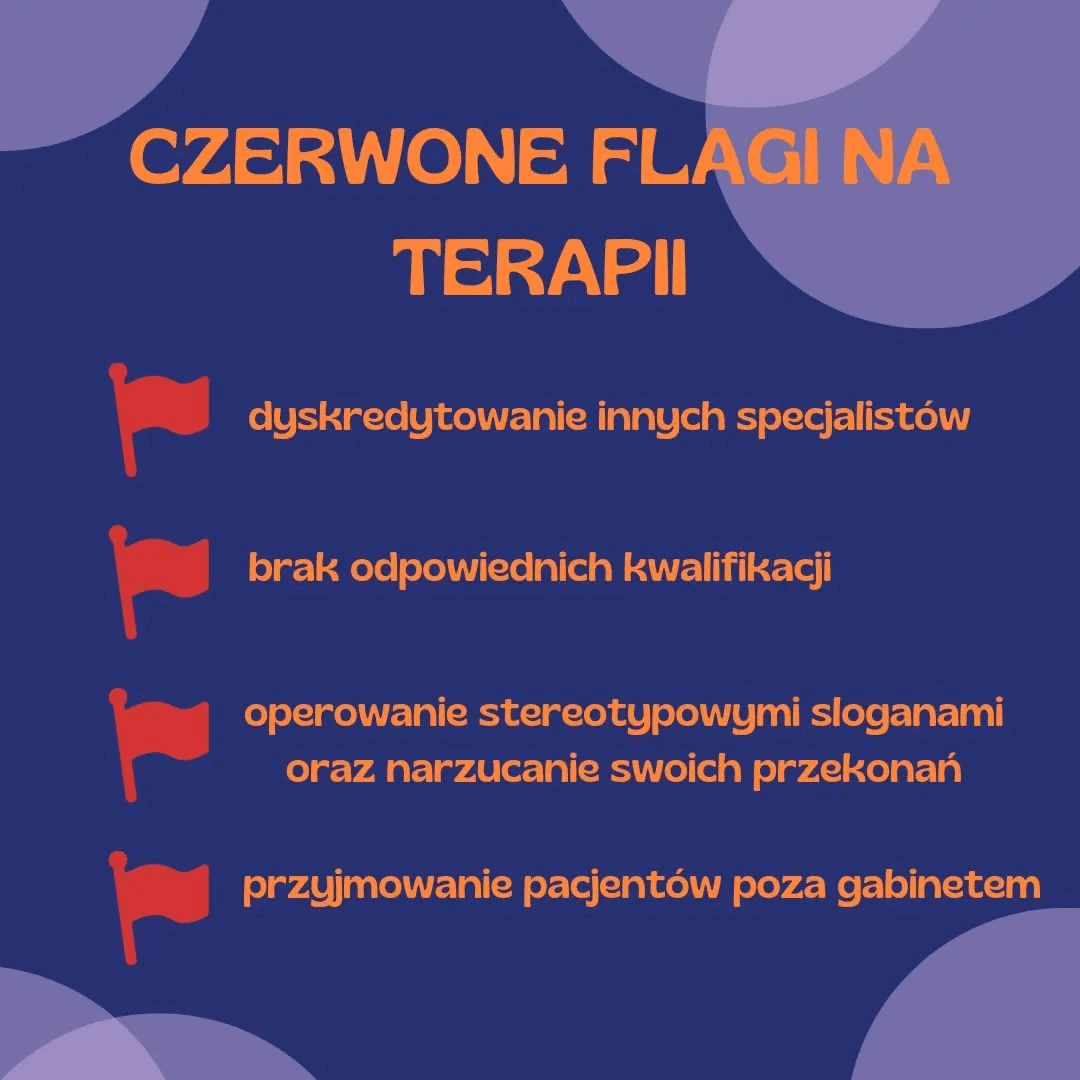 CZERWONE FLAGI NA
TERAPII
dyskredytowanie innych specjalistów
brak odpowiednich kwalifikacji
operowanie stereotypowymi sloganami
oraz narzucanie swoich przekonań
przyjmowanie pacjentów poza gabinetem